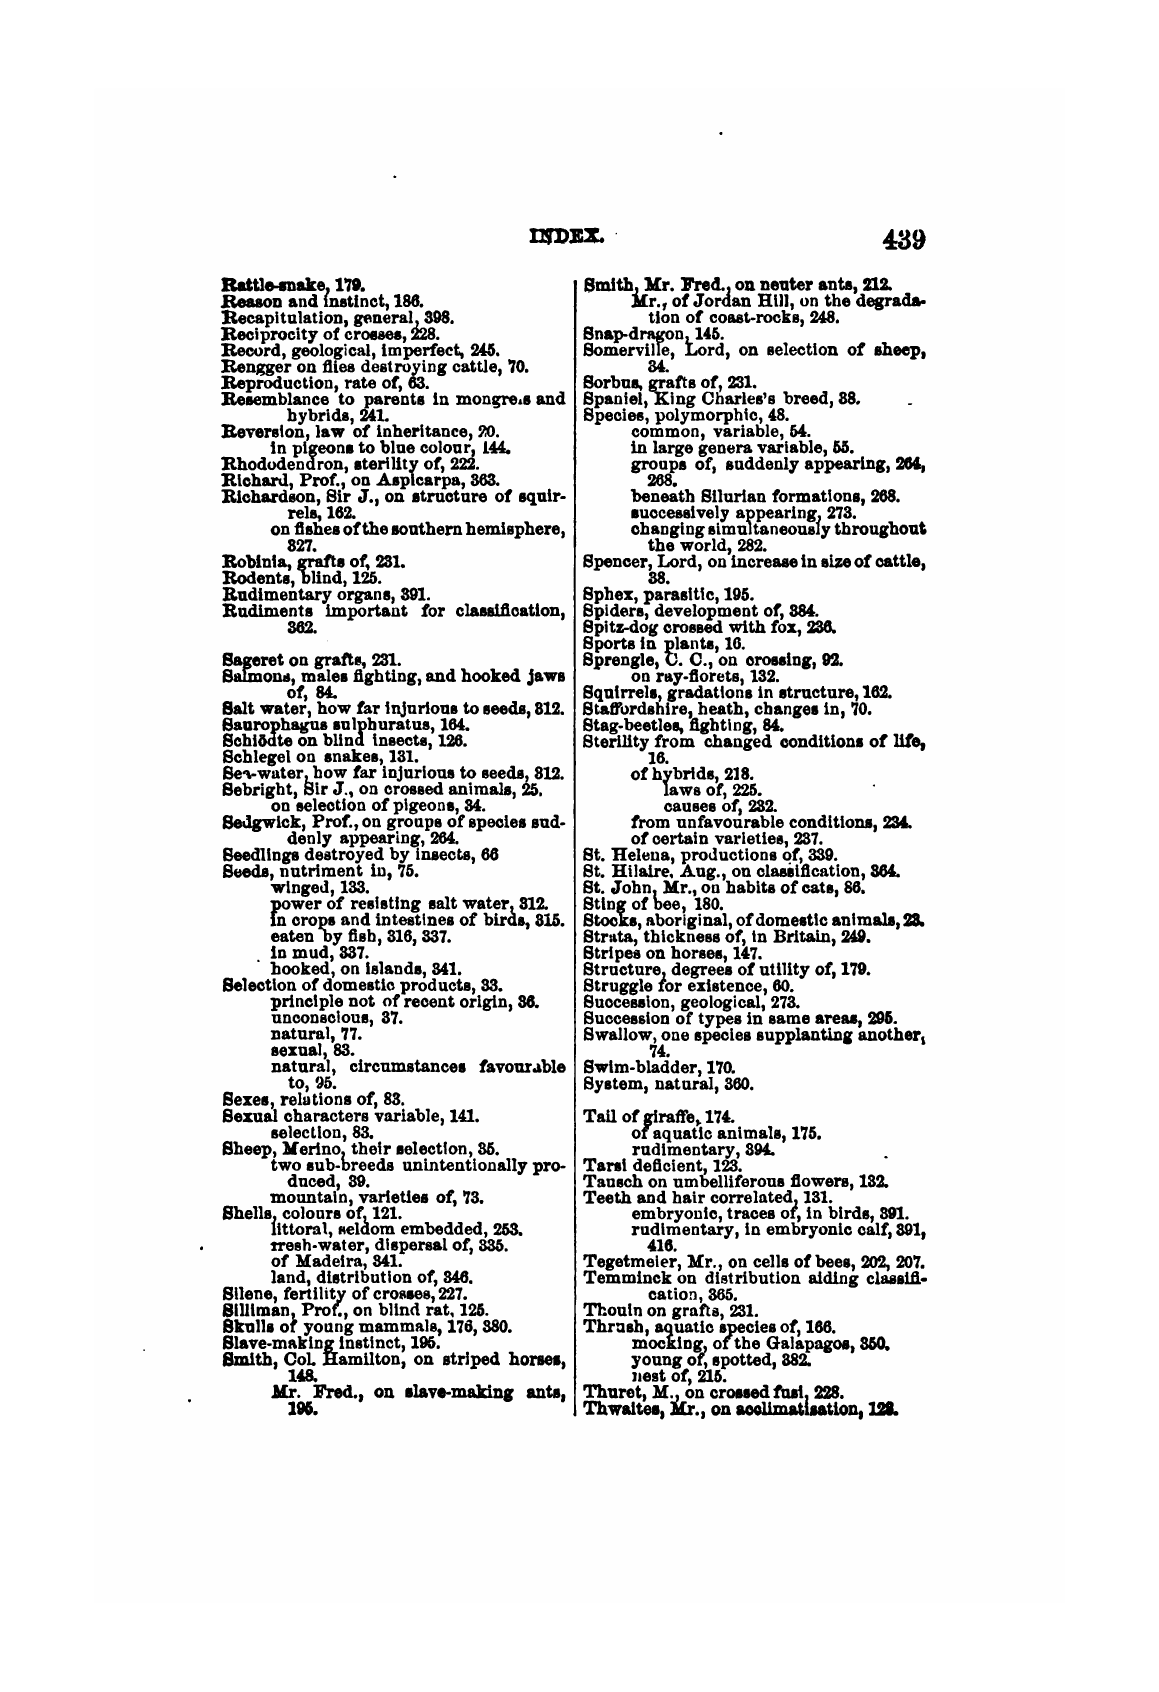 INDEX.
439
Rattle-snake, 179.
Reason and instinct, 186.
Recapitulation, general, 398.
Reciprocity of crosses, 228.
Record, geological, imperfect, 245.
Rengger on flies destroying cattle, 70.
Reproduction, rate of, 63.
Resemblance to parents in mongrels and
hybrids, 241.
Reversion, law of inheritance, 20.
in pigeons to blue colour, 144.
Rhododendron, sterility of, 222.
Richard, Prof., on Aspicarpa, 363.
Richardson, Sir J., on structure of squir-
rels, 162.
on fishes of the southern hemisphere,
327.
Robinia, grafts of, 231.
Rodents, blind, 125.
Rudimentary organs, 391.
Rudiments important for classification,
362.
Sageret on grafts, 231.
Salmons, males fighting, and hooked jaws
of, 84.
Salt water, how far injurious to seeds, 312.
Saurophagus sulphuratus, 164.
Schiödte on blind insects, 126.
Schlegel on snakes, 131.
Sea-water, how far injurious to seeds, 312.
Sebright, Sir J., on crossed animals, 25.
on selection of pigeons, 34.
Sedgwick, Prof., on groups of species sud-
denly appearing, 264.
Seedlings destroyed by insects, 66
Seeds, nutriment in, 75.
winged, 133.
power of resisting salt water, 312.
in crops and intestines of birds, 315.
eaten by fish, 316, 337.
in mud, 337.
hooked, on islands, 341.
Selection of domestic products, 33.
principle not of recent origin, 36.
unconscious, 37.
natural, 77.
sexual, 83.
natural, circumstances favourable
to, 95.
Sexes, relations of, 83.
Sexual characters variable, 141.
selection, 83.
Sheep, Merino, their selection, 35.
two sub-breeds unintentionally pro-
duced, 39.
mountain, varieties of, 73.
Shells, colours of, 121.
littoral, seldom embedded, 253.
fresh-water, dispersal of, 335.
of Madeira, 341.
land, distribution of, 346.
Silene, fertility of crosses, 227.
Silliman, Prof., on blind rat, 125.
Skulls of young mammals, 176, 380.
Slave-making instinct, 195.
Smith, Col. Hamilton, on striped horses,
148.
Mr. Fred., on slave-making ants,
195.
Smith, Mr. Fred., on neuter ants, 212.
Mr., of Jordan Hill, on the degrada-
tion of coast-rocks, 248.
Snap-dragon, 145.
Somerville, Lord, on selection of sheep,
34.
Sorbus, grafts of, 231.
Spaniel, King Charles's breed, 38.
Species, polymorphic, 48.
common, variable, 54.
in large genera variable, 55.
groups of, suddenly appearing, 264,
268.
beneath Silurian formations, 268.
successively appearing, 273.
changing simultaneously throughout
the world, 282.
Spencer, Lord, on increase in size of cattle,
38.
Sphex, parasitic, 195.
Spiders, development of, 384.
Spitz-dog crossed with fox, 236.
Sports in plants, 16.
Sprengle, C. C., on crossing, 92.
on ray-florets, 132.
Squirrels, gradations in structure, 162.
Staffordshire, heath, changes in, 70.
Stag-beetles, fighting, 84.
Sterility from changed conditions of life,
16.
of hybrids, 218.
laws of, 225.
causes of, 232.
from unfavourable conditions, 234.
of certain varieties, 237.
St. Helena, productions of, 339.
St. Hilaire, Aug., on classification, 364.
St. John, Mr., on habits of cats, 86.
Sting of bee, 180.
Stocks, aboriginal, of domestic animals, 23.
Strata, thickness of, in Britain, 249.
Stripes on horses, 147.
Structure, degrees of utility of, 179.
Struggle for existence, 60.
Succession, geological, 273.
Succession of types in same areas, 295.
Swallow, one species supplanting another,
74.
Swim-bladder, 170.
System, natural, 360.
Tail of giraffe, 174.
of aquatic animals, 175.
rudimentary, 394.
Tarsi deficient, 123.
Tausch on umbelliferous flowers, 132.
Teeth and hair correlated, 131.
embryonic, traces of, in birds, 391.
rudimentary, in embryonic calf, 391,
416.
Tegetmeier, Mr., on cells of bees, 202, 207.
Temminck on distribution aiding classifi-
cation, 365.
Thouin on grafts, 231.
Thrush, aquatic species of, 166.
mocking, of the Galapagos, 350.
young of, spotted, 382.
nest of, 215.
Thuret, M., on crossed fusi, 228.
Thwaites, Mr., on acclimatisation, 128.